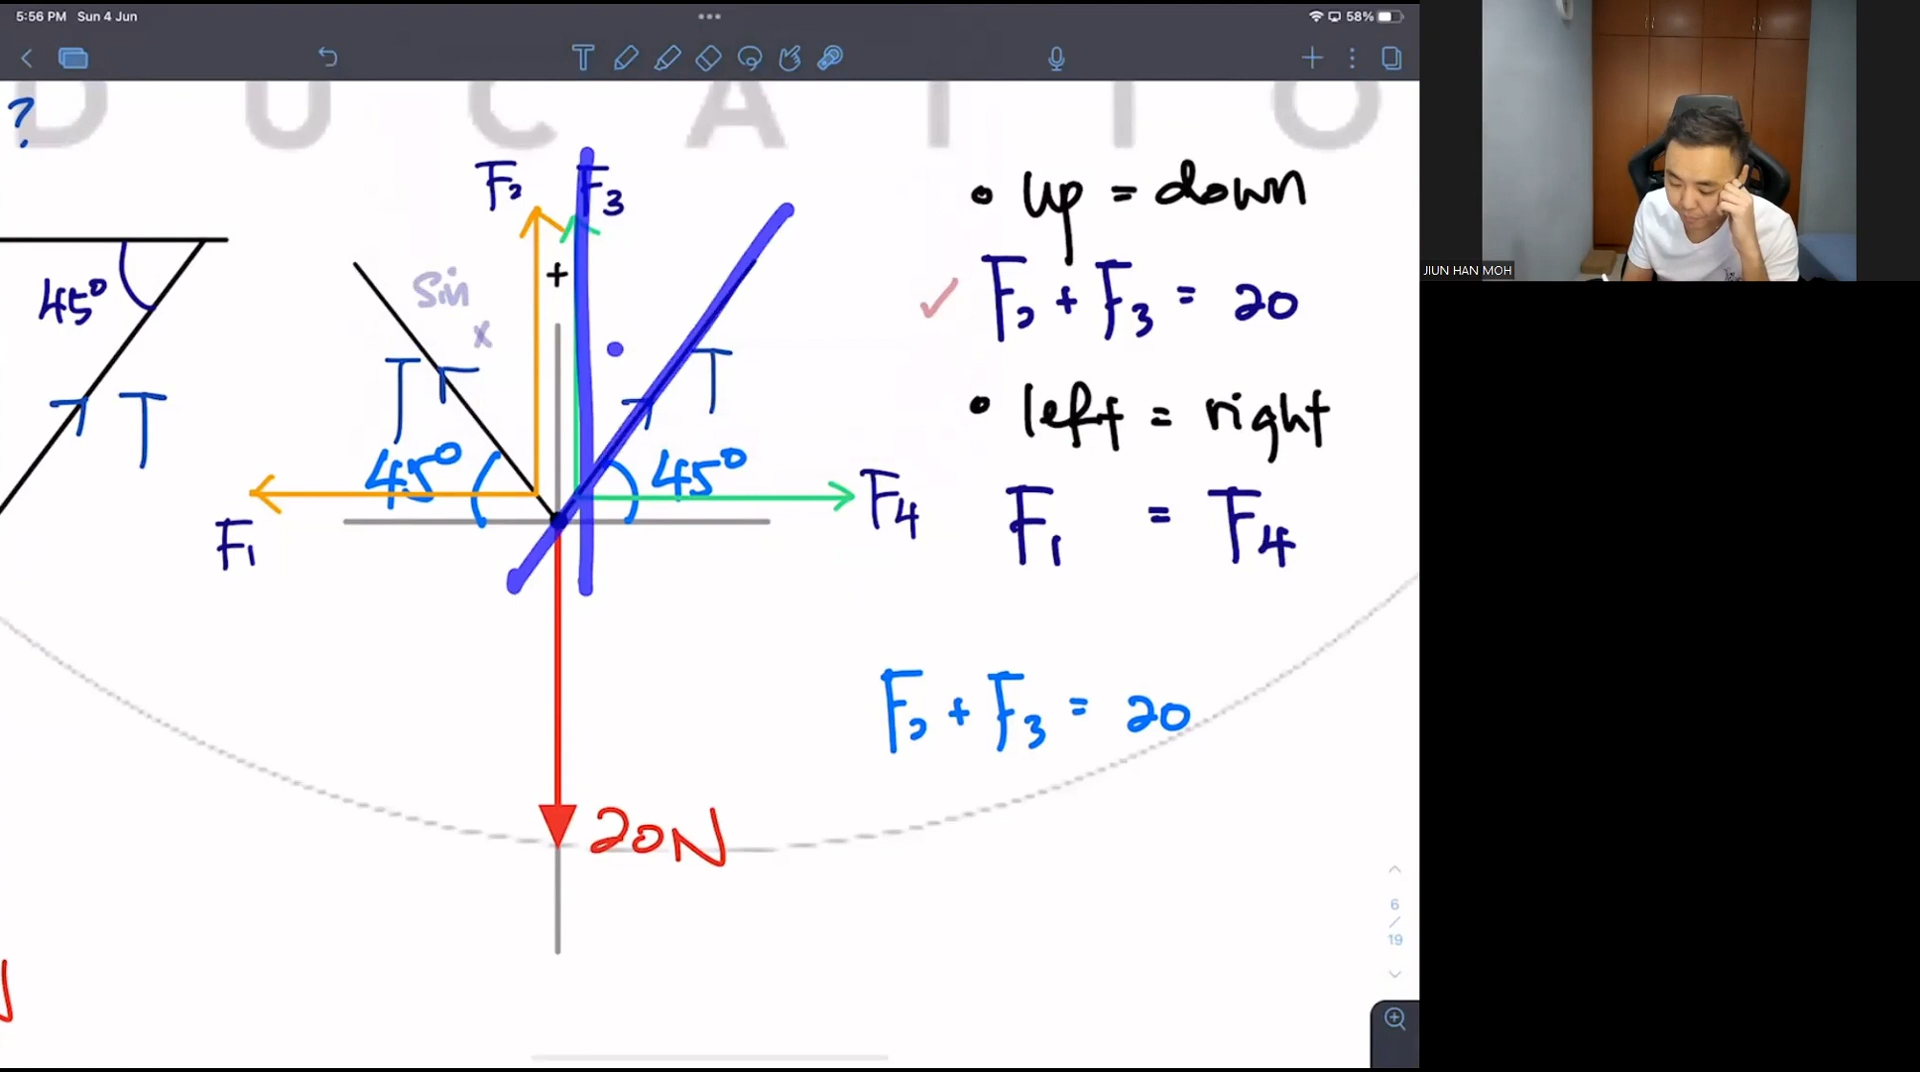 5:56 PM Sun 4 Jun
58%
D U C A T I O
?
F2
F3
• up = down
45°
Sin
+
✓ F2 + F3 = 20
x
T
T
T
• left = right
45°
45°
F1
F4
F1 = F4
F2 + F3 = 20
20N
6
/
19
JIUN HAN MOH